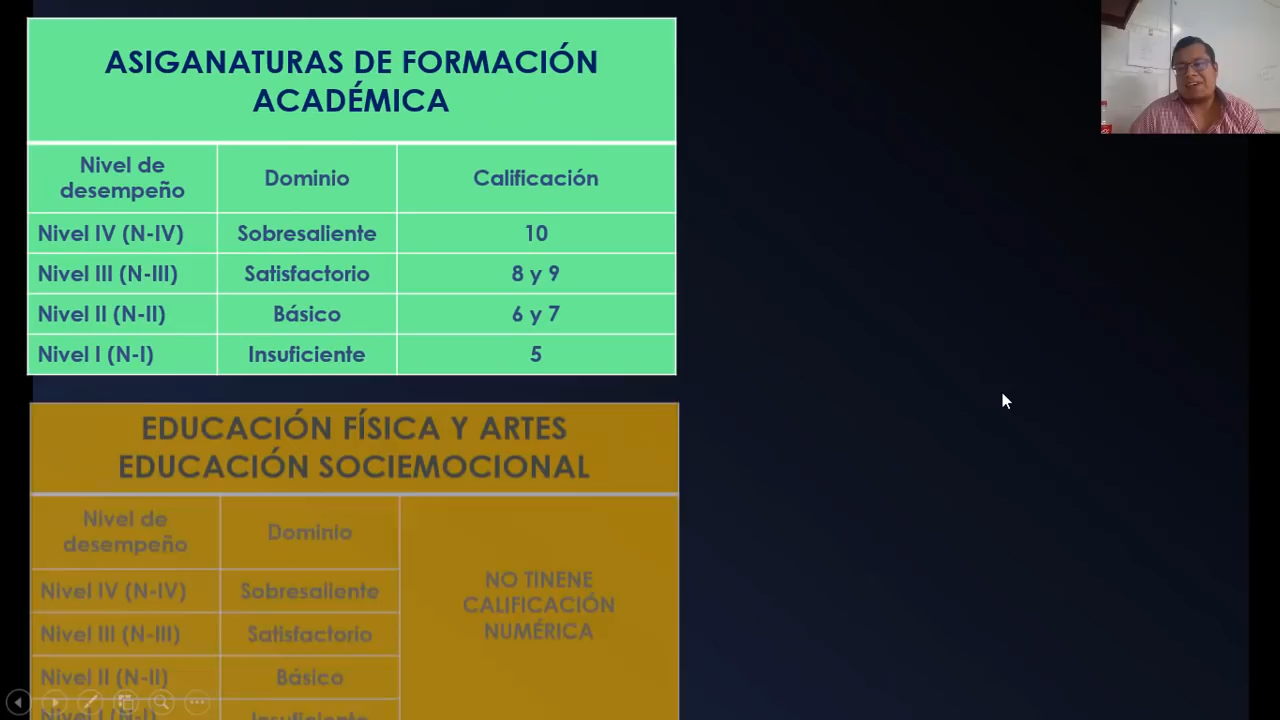 ASIGANATURAS DE FORMACIÓN
ACADÉMICA
Nivel de
desempeño
Dominio
Calificación
Nivel IV (N-IV)
Sobresaliente
10
Nivel III (N-III)
Satisfactorio
8 y 9
Nivel II (N-II)
Básico
6 y 7
Nivel I (N-I)
Insuficiente
5
EDUCACIÓN FÍSICA Y ARTES
EDUCACIÓN SOCIEMOCIONAL
Nivel de
desempeño
Dominio
NO TINENE
CALIFICACIÓN
NUMÉRICA
Nivel IV (N-IV)
Sobresaliente
Nivel III (N-III)
Satisfactorio
Nivel II (N-II)
Básico
Nivel I (N-I)
Insuficiente